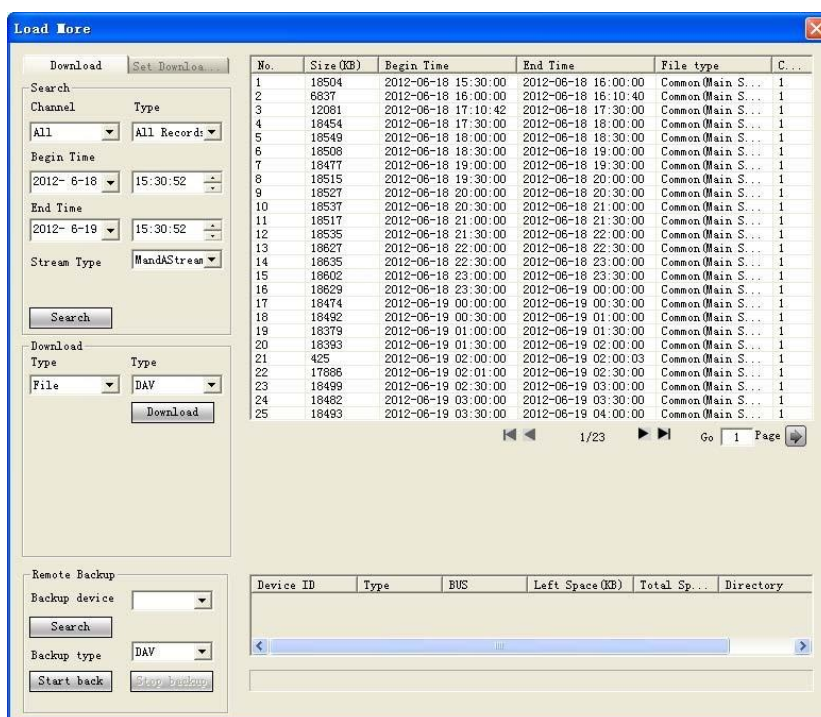 Load More
Download Set Downloa...
Search
Channel Type
All All Records
Begin Time
2012- 6-18 15:30:52
End Time
2012- 6-19 15:30:52
Stream Type MandAStream
Search
Download
Type Type
File DAV
Download
Remote Backup
Backup device
Search
Backup type DAV
Start back Stop backup
No. Size(KB) Begin Time End Time File type C...
1 18504 2012-06-18 15:30:00 2012-06-18 16:00:00 Common(Main S... 1
2 6837 2012-06-18 16:00:00 2012-06-18 16:10:40 Common(Main S... 1
3 12081 2012-06-18 17:10:42 2012-06-18 17:30:00 Common(Main S... 1
4 18454 2012-06-18 17:30:00 2012-06-18 18:00:00 Common(Main S... 1
5 18549 2012-06-18 18:00:00 2012-06-18 18:30:00 Common(Main S... 1
6 18508 2012-06-18 18:30:00 2012-06-18 19:00:00 Common(Main S... 1
7 18477 2012-06-18 19:00:00 2012-06-18 19:30:00 Common(Main S... 1
8 18515 2012-06-18 19:30:00 2012-06-18 20:00:00 Common(Main S... 1
9 18527 2012-06-18 20:00:00 2012-06-18 20:30:00 Common(Main S... 1
10 18537 2012-06-18 20:30:00 2012-06-18 21:00:00 Common(Main S... 1
11 18517 2012-06-18 21:00:00 2012-06-18 21:30:00 Common(Main S... 1
12 18535 2012-06-18 21:30:00 2012-06-18 22:00:00 Common(Main S... 1
13 18627 2012-06-18 22:00:00 2012-06-18 22:30:00 Common(Main S... 1
14 18635 2012-06-18 22:30:00 2012-06-18 23:00:00 Common(Main S... 1
15 18602 2012-06-18 23:00:00 2012-06-18 23:30:00 Common(Main S... 1
16 18629 2012-06-18 23:30:00 2012-06-19 00:00:00 Common(Main S... 1
17 18474 2012-06-19 00:00:00 2012-06-19 00:30:00 Common(Main S... 1
18 18492 2012-06-19 00:30:00 2012-06-19 01:00:00 Common(Main S... 1
19 18379 2012-06-19 01:00:00 2012-06-19 01:30:00 Common(Main S... 1
20 18393 2012-06-19 01:30:00 2012-06-19 02:00:00 Common(Main S... 1
21 425 2012-06-19 02:00:00 2012-06-19 02:00:03 Common(Main S... 1
22 17886 2012-06-19 02:01:00 2012-06-19 02:30:00 Common(Main S... 1
23 18499 2012-06-19 02:30:00 2012-06-19 03:00:00 Common(Main S... 1
24 18482 2012-06-19 03:00:00 2012-06-19 03:30:00 Common(Main S... 1
25 18493 2012-06-19 03:30:00 2012-06-19 04:00:00 Common(Main S... 1
1/23 Go 1 Page
Device ID Type BUS Left Space(KB) Total Sp... Directory